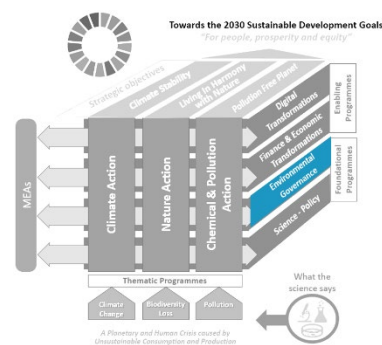 Towards the 2030 Sustainable Development Goals
"For people, prosperity and equity"
Strategic objectives
Climate Stability
Living in Harmony
with Nature
Pollution Free Planet
Digital
Transformations
Finance & Economic
Transformations
Environmental
Governance
Science - Policy
Enabling
Programmes
Foundational
Programmes
MEAs
Climate Action
Nature Action
Chemical & Pollution
Action
Thematic Programmes
Climate
Change
Biodiversity
Loss
Pollution
What the
science says
A Planetary and Human Crisis caused by
Unsustainable Consumption and Production